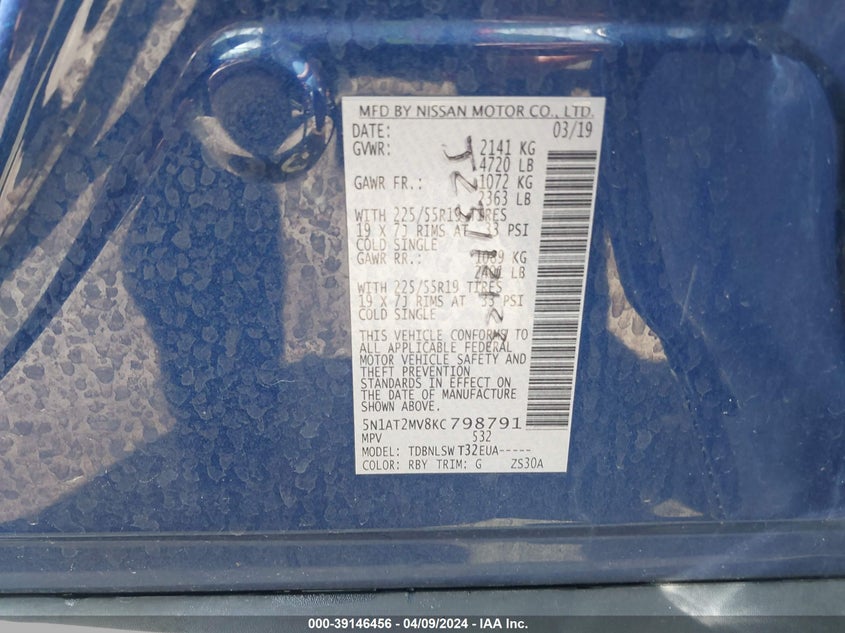 MFD BY NISSAN MOTOR CO., LTD.
DATE: 03/19
GVWR: 2141 KG
4720 LB
GAWR FR.: 1072 KG
2363 LB
WITH 225/55R19 TIRES
19 X 7J RIMS AT 33 PSI
COLD SINGLE
GAWR RR.: 1089 KG
LB
WITH 225/55R19 TIRES
19 X 7J RIMS AT 33 PSI
COLD SINGLE
THIS VEHICLE CONFORMS TO
ALL APPLICABLE FEDERAL
MOTOR VEHICLE SAFETY AND
THEFT PREVENTION
STANDARDS IN EFFECT ON
THE DATE OF MANUFACTURE
SHOWN ABOVE.
5N1AT2MV8KC798791
MPV S32
MODEL: TDBNLSWT32EUA-----
COLOR: RBY TRIM: G ZS30A
000-39146456 - 04/09/2024 - IAA Inc.